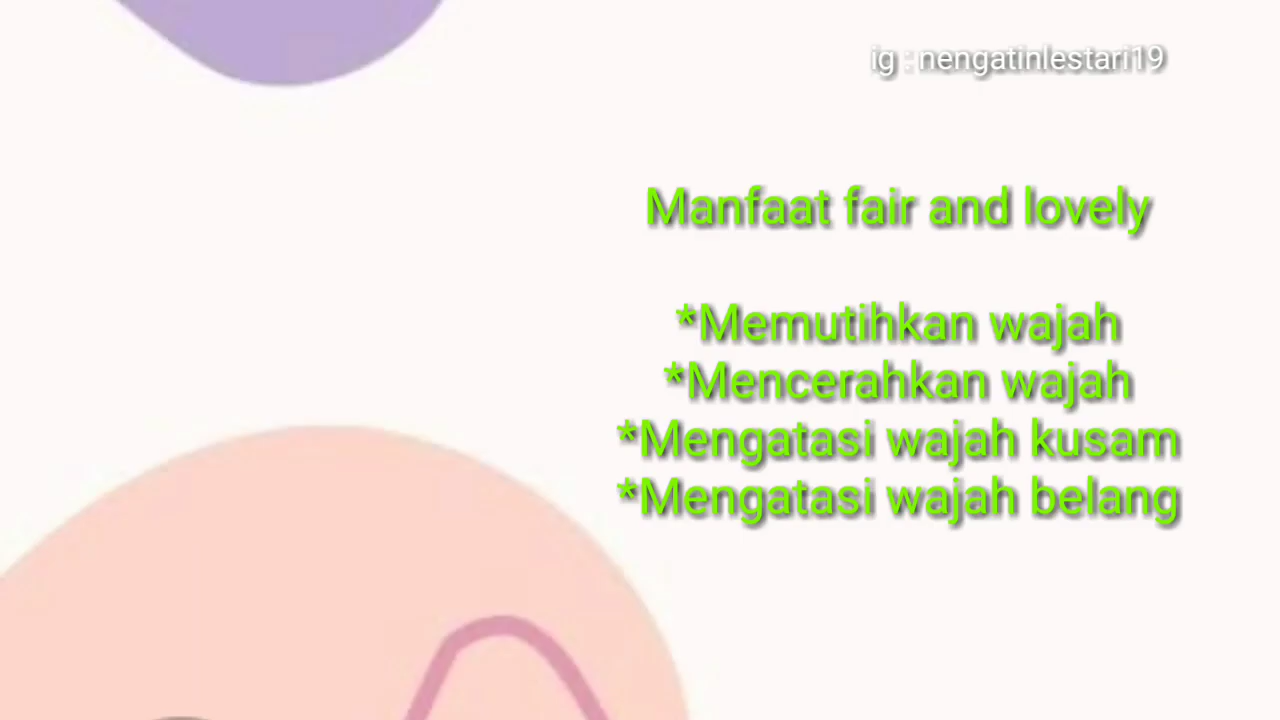 ig : nengatinlestari19
Manfaat fair and lovely
*Memutihkan wajah
*Mencerahkan wajah
*Mengatasi wajah kusam
*Mengatasi wajah belang